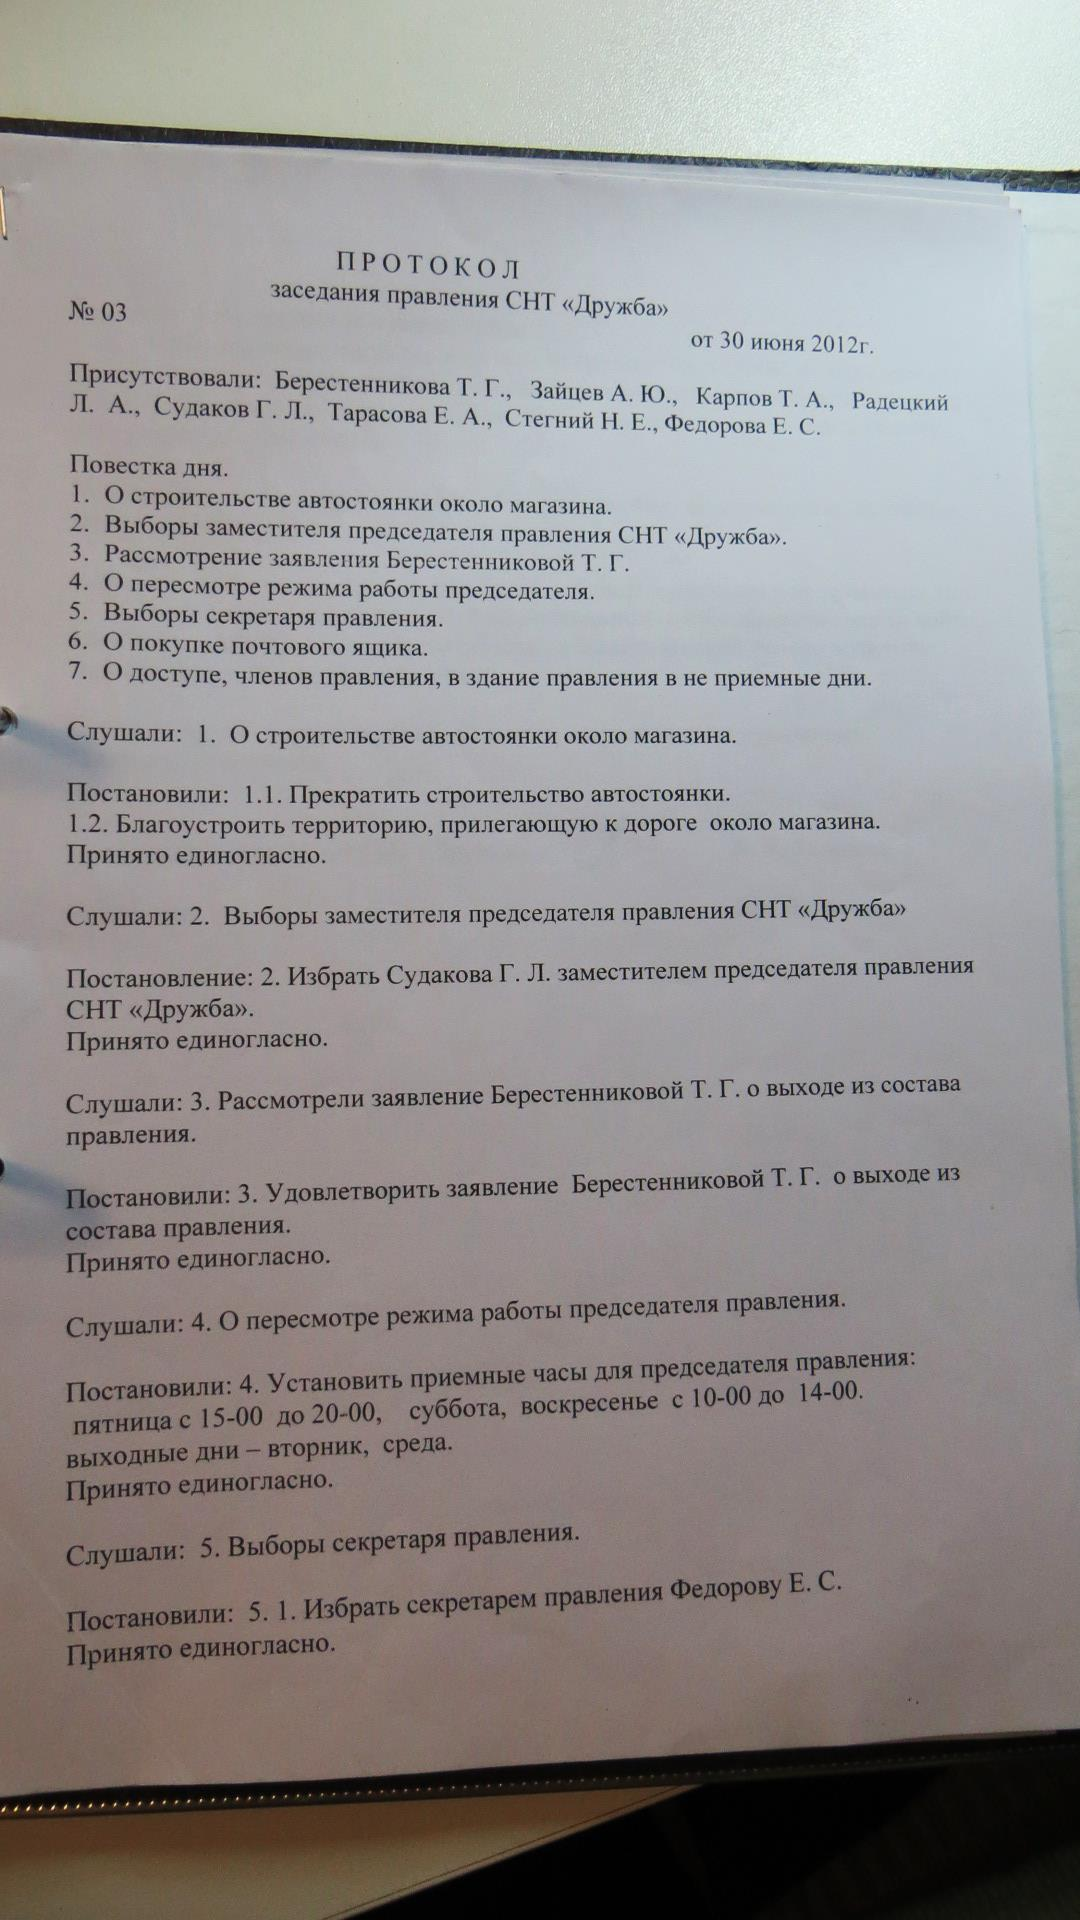 ПРОТОКОЛ
заседания правления СНТ «Дружба»
№ 03
от 30 июня 2012г.
Присутствовали: Берестенникова Т. Г., Зайцев А. Ю., Карпов Т. А., Радецкий
Л. А., Судаков Г. Л., Тарасова Е. А., Стегний Н. Е., Федорова Е. С.
Повестка дня.
1. О строительстве автостоянки около магазина.
2. Выборы заместителя председателя правления СНТ «Дружба».
3. Рассмотрение заявления Берестенниковой Т. Г.
4. О пересмотре режима работы председателя.
5. Выборы секретаря правления.
6. О покупке почтового ящика.
7. О доступе, членов правления, в здание правления в не приемные дни.
Слушали: 1. О строительстве автостоянки около магазина.
Постановили: 1.1. Прекратить строительство автостоянки.
1.2. Благоустроить территорию, прилегающую к дороге около магазина.
Принято единогласно.
Слушали: 2. Выборы заместителя председателя правления СНТ «Дружба»
Постановление: 2. Избрать Судакова Г. Л. заместителем председателя правления
СНТ «Дружба».
Принято единогласно.
Слушали: 3. Рассмотрели заявление Берестенниковой Т. Г. о выходе из состава
правления.
Постановили: 3. Удовлетворить заявление Берестенниковой Т. Г. о выходе из
состава правления.
Принято единогласно.
Слушали: 4. О пересмотре режима работы председателя правления.
Постановили: 4. Установить приемные часы для председателя правления:
пятница с 15-00 до 20-00, суббота, воскресенье с 10-00 до 14-00.
выходные дни – вторник, среда.
Принято единогласно.
Слушали: 5. Выборы секретаря правления.
Постановили: 5. 1. Избрать секретарем правления Федорову Е. С.
Принято единогласно.